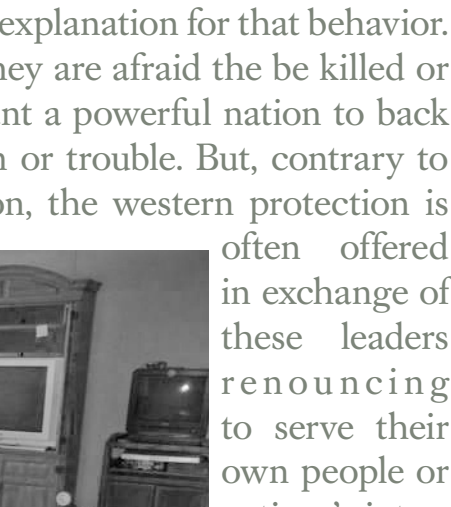 explanation for that behavior.
hey are afraid the be killed or
nt a powerful nation to back
or trouble. But, contrary to
on, the western protection is
often offered
in exchange of
these leaders
renouncing
to serve their
own people or